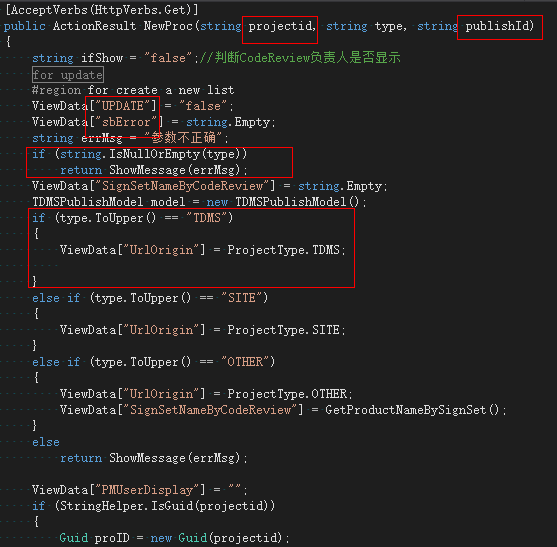 [AcceptVerbs(HttpVerbs.Get)]
public ActionResult NewProc(string projectid, string type, string publishId)
{
string ifShow = "false";//判断CodeReview负责人是否显示
for update
#region for create a new list
ViewData["UPDATE"] = "false";
ViewData["sbError"] = string.Empty;
string errMsg = "参数不正确";
if (string.IsNullOrEmpty(type))
return ShowMessage(errMsg);
ViewData["SignSetNameByCodeReview"] = string.Empty;
TDMSPublishModel model = new TDMSPublishModel();
if (type.ToUpper() == "TDMS")
{
ViewData["UrlOrigin"] = ProjectType.TDMS;
}
else if (type.ToUpper() == "SITE")
{
ViewData["UrlOrigin"] = ProjectType.SITE;
}
else if (type.ToUpper() == "OTHER")
{
ViewData["UrlOrigin"] = ProjectType.OTHER;
ViewData["SignSetNameByCodeReview"] = GetProductNameBySignSet();
}
else
return ShowMessage(errMsg);
ViewData["PMUserDisplay"] = "";
if (StringHelper.IsGuid(projectid))
{
Guid proID = new Guid(projectid);